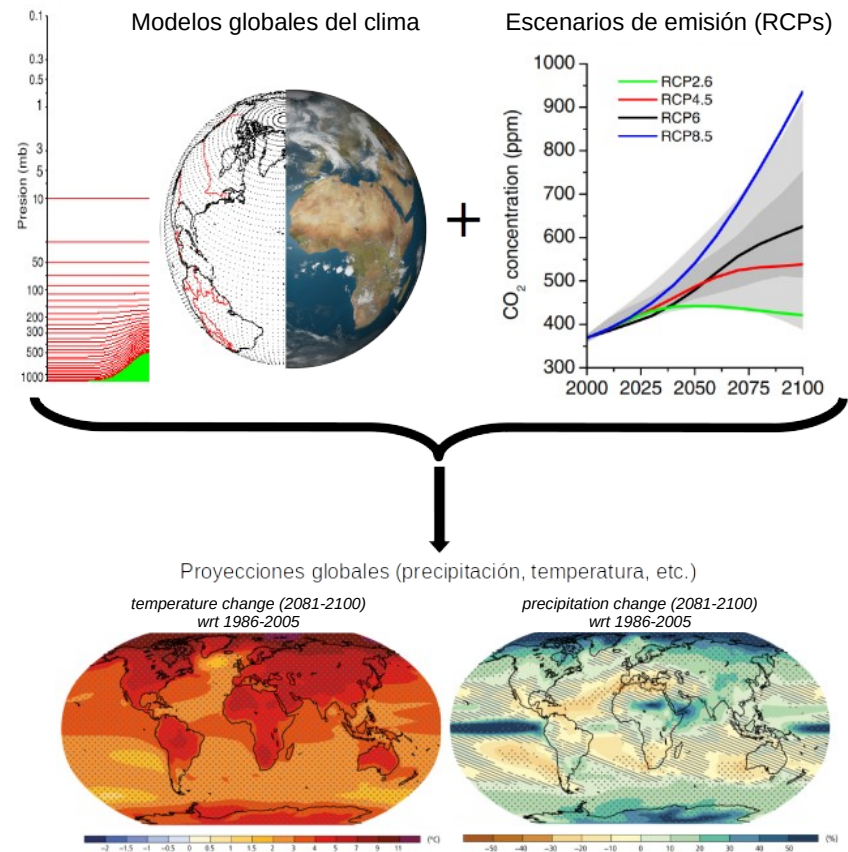 Modelos globales del clima
Escenarios de emisión (RCPs)
Presion (mb)
0.1
0.3
0.5
1
3
5
10
50
100
200
300
500
1000
+
CO2 concentration (ppm)
1000
900
800
700
600
500
400
300
2000 2025 2050 2075 2100
RCP2.6
RCP4.5
RCP6
RCP8.5
Proyecciones globales (precipitación, temperatura, etc.)
temperature change (2081-2100)
wrt 1986-2005
precipitation change (2081-2100)
wrt 1986-2005
-2 -1.5 -1 -0.5 0 0.5 1 1.5 2 3 4 5 7 9 11 (°C)
-50 -40 -30 -20 -10 0 10 20 30 40 50 (%)